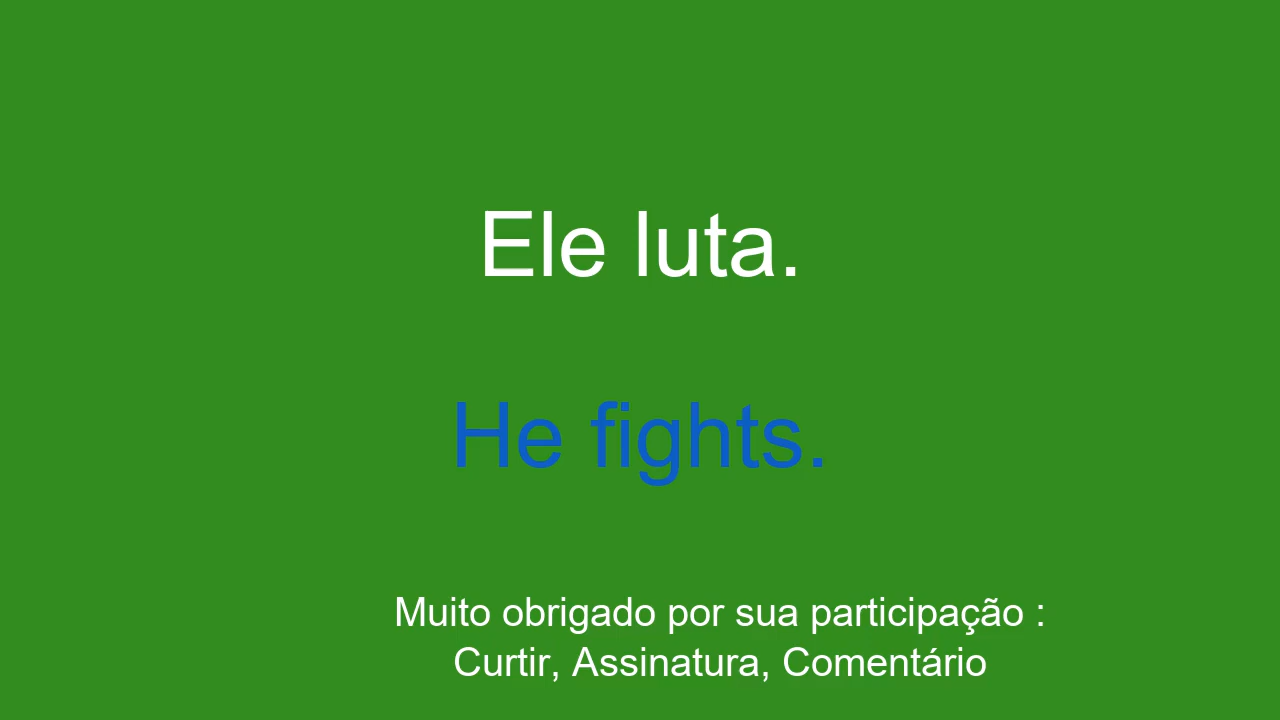 Ele luta.
He fights.
Muito obrigado por sua participação :
Curtir, Assinatura, Comentário